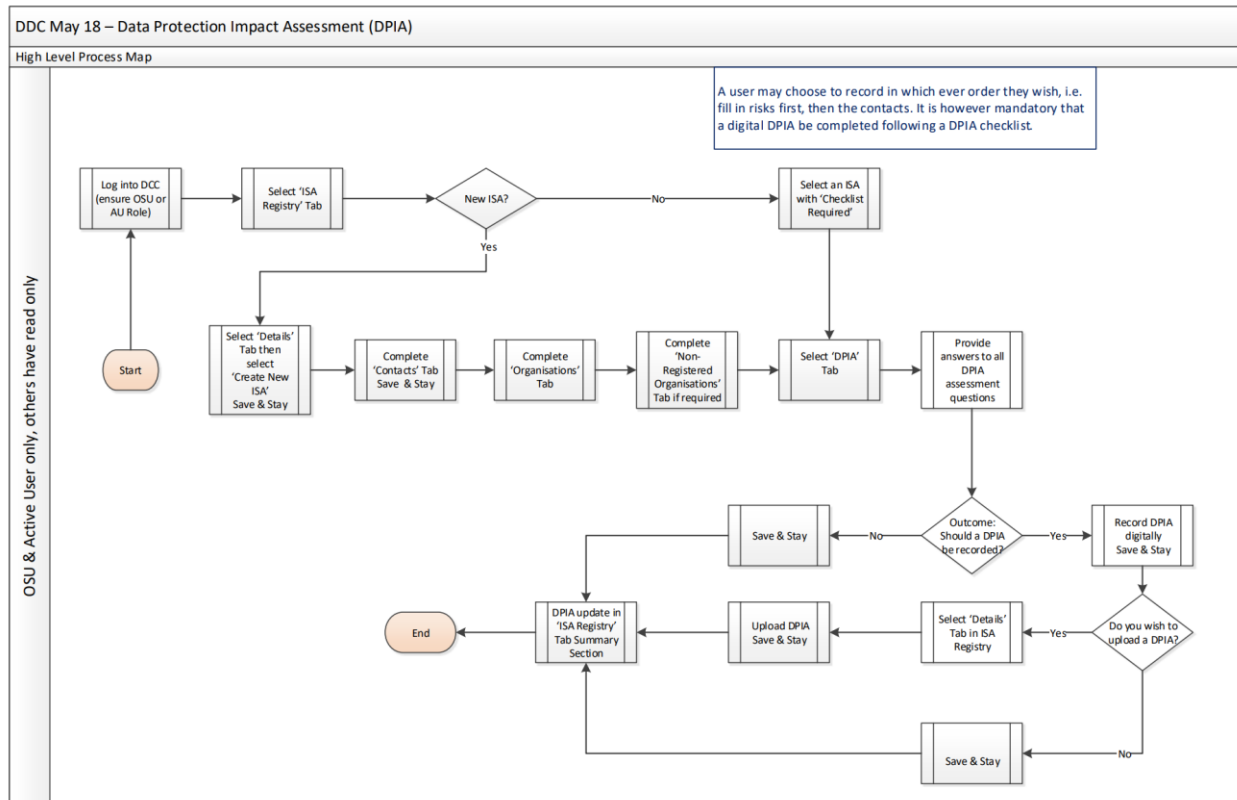 DDC May 18 – Data Protection Impact Assessment (DPIA)
High Level Process Map
OSU & Active User only, others have read only
A user may choose to record in which ever order they wish, i.e.
fill in risks first, then the contacts. It is however mandatory that
a digital DPIA be completed following a DPIA checklist.
Log into DCC
(ensure OSU or
AU Role)
Select ‘ISA
Registry’ Tab
New ISA?
No
Select an ISA
with ‘Checklist
Required’
Yes
Start
Select ‘Details’
Tab then
select
‘Create New
ISA’
Save & Stay
Complete
‘Contacts’ Tab
Save & Stay
Complete
‘Organisations’
Tab
Complete
‘Non-
Registered
Organisations’
Tab if required
Select ‘DPIA’
Tab
Provide
answers to all
DPIA
assessment
questions
Save & Stay
No
Outcome:
Should a DPIA
be recorded?
Yes
Record DPIA
digitally
Save & Stay
End
DPIA update in
‘ISA Registry’
Tab Summary
Section
Upload DPIA
Save & Stay
Select ‘Details’
Tab in ISA
Registry
Yes
Do you wish to
upload a DPIA?
No
Save & Stay